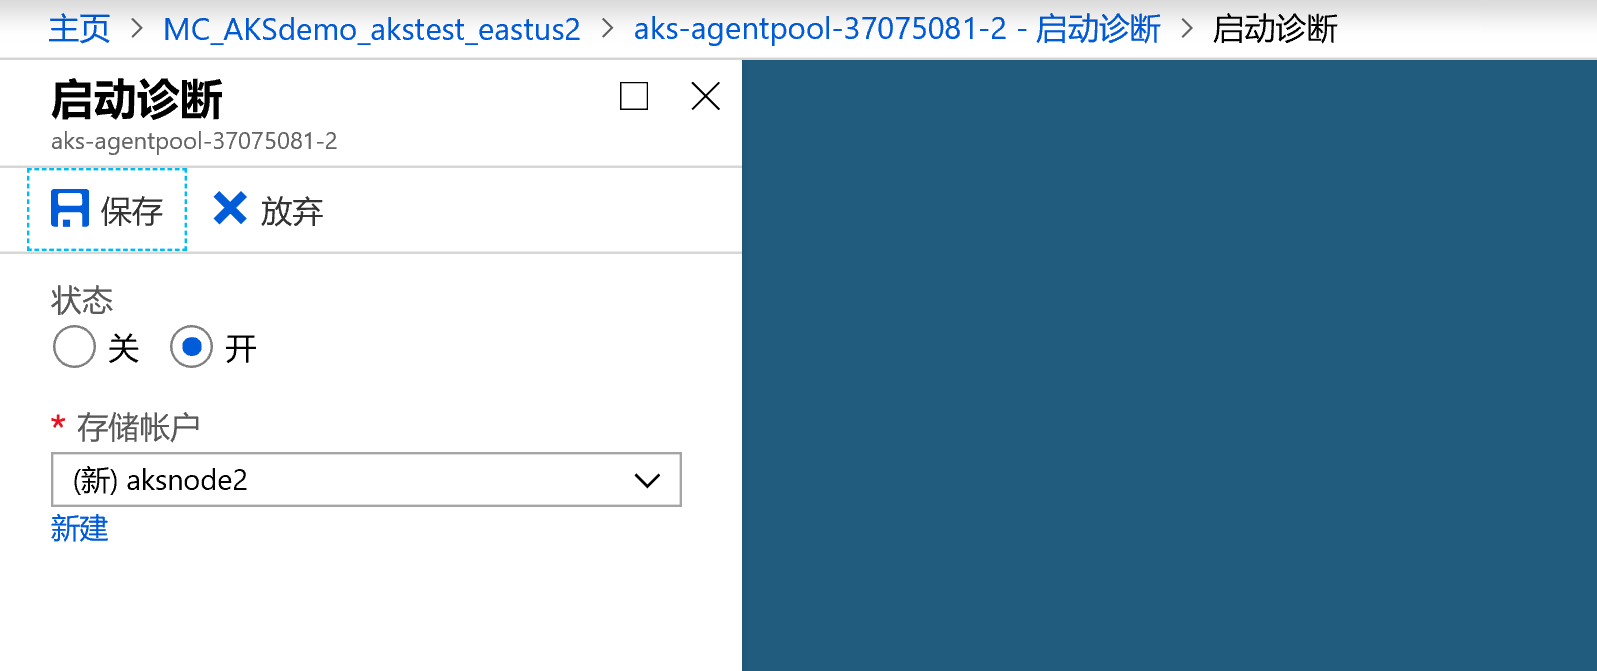 主页 > MC_AKSdemo_akstest_eastus2 > aks-agentpool-37075081-2 - 启动诊断 > 启动诊断
启动诊断
aks-agentpool-37075081-2
保存 放弃
状态
关 开
* 存储帐户
(新) aksnode2
新建